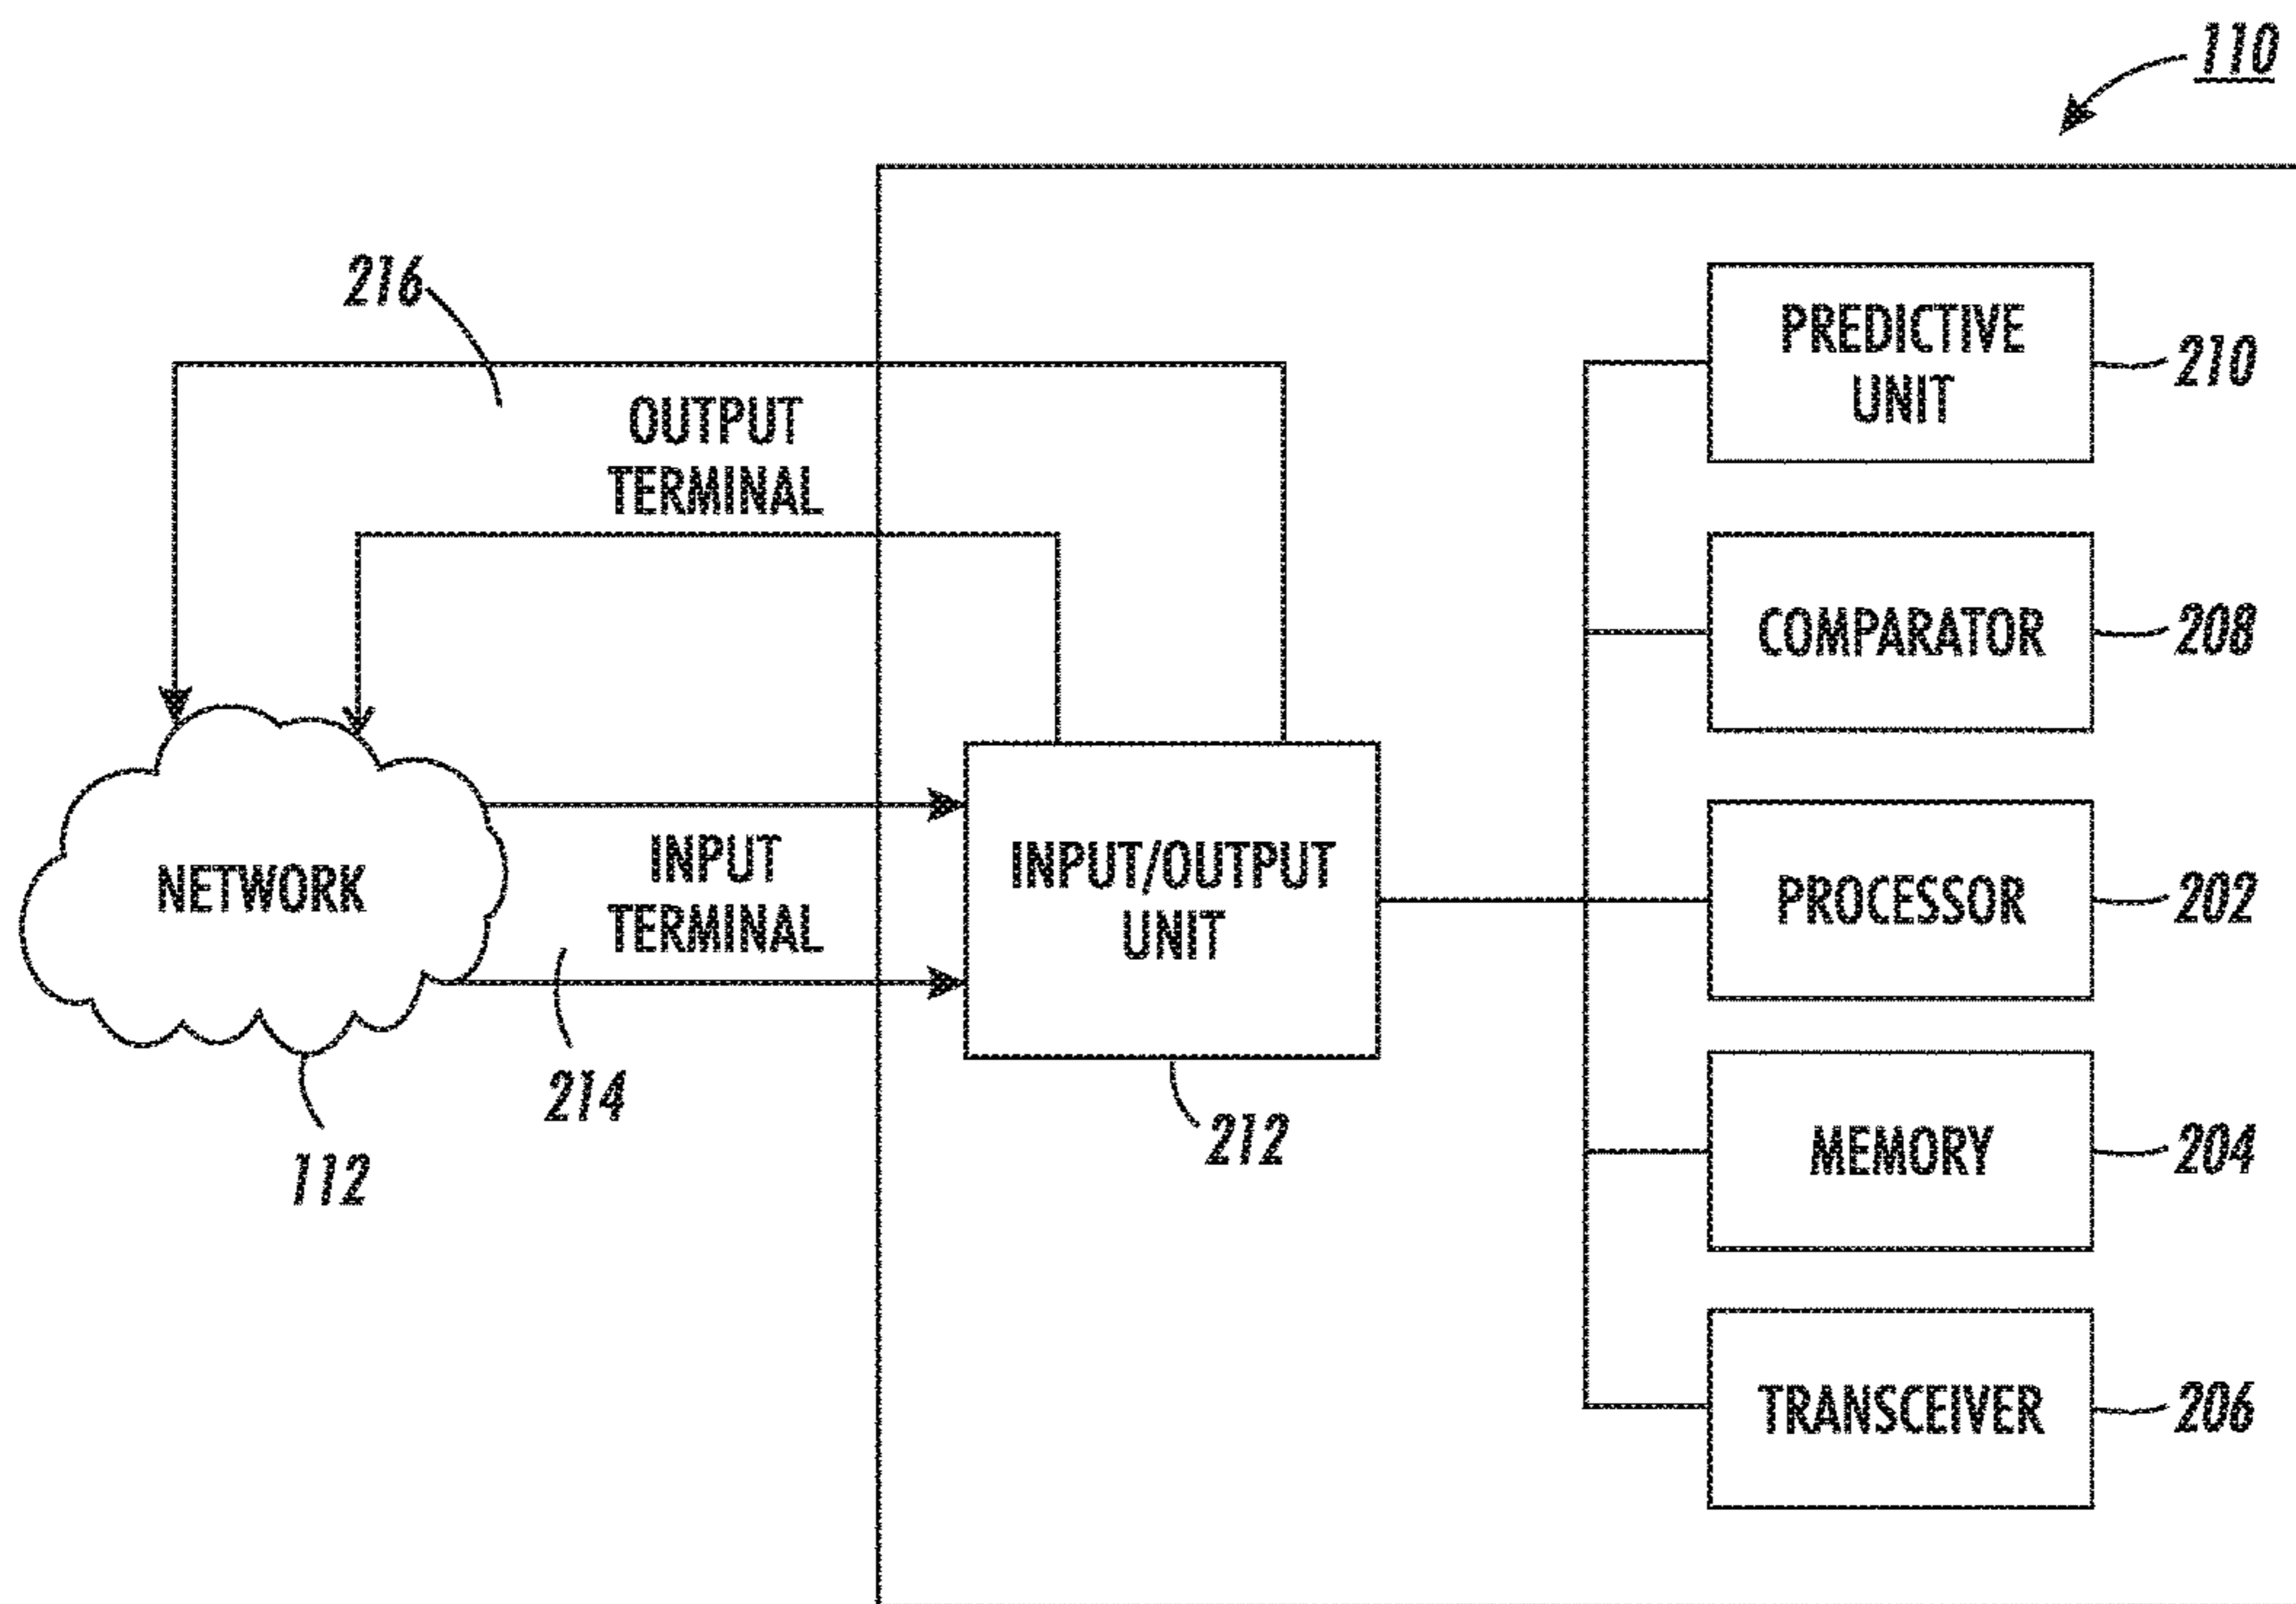 110
216
PREDICTIVE
UNIT
210
OUTPUT
TERMINAL
COMPARATOR
208
NETWORK
INPUT
TERMINAL
INPUT/OUTPUT
UNIT
PROCESSOR
202
214
112
212
MEMORY
204
TRANSCEIVER
206